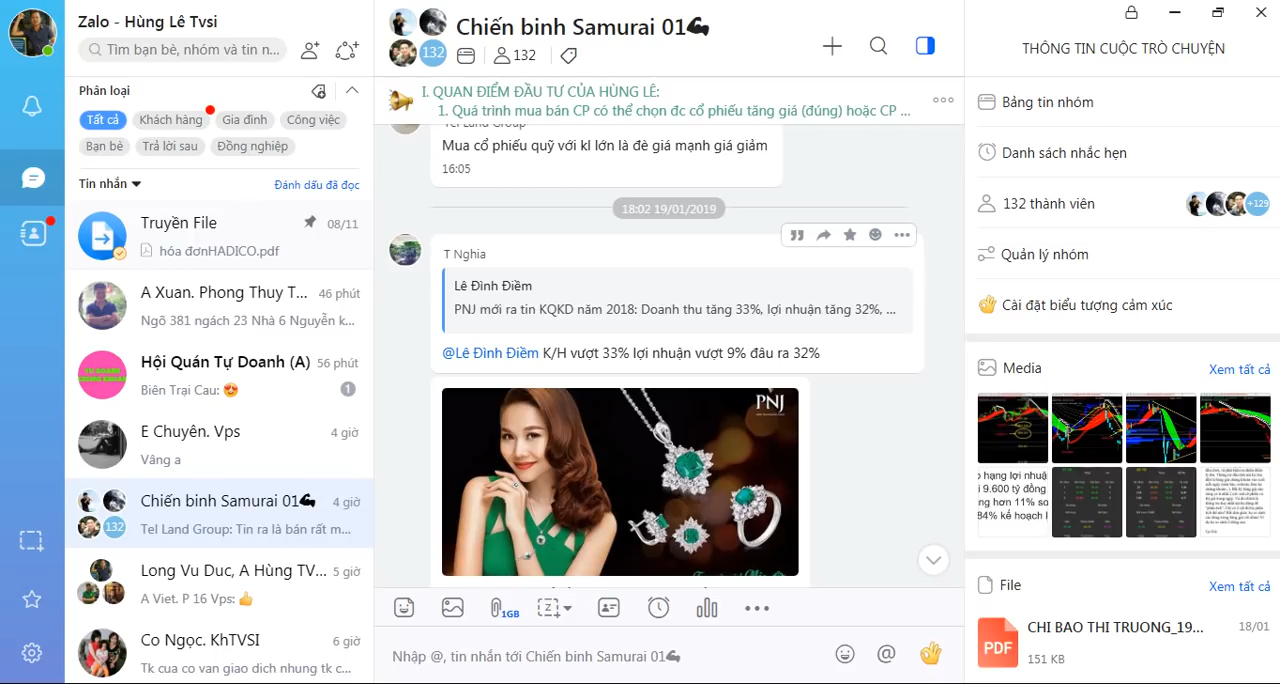 Zalo - Hùng Lê Tvsi
Tìm bạn bè, nhóm và tin n...
Phân loại
Tất cả
Khách hàng
Gia đình
Công việc
Bạn bè
Trả lời sau
Đồng nghiệp
Tin nhắn
Đánh dấu đã đọc
Truyền File
08/11
hóa đơnHADICO.pdf
A Xuan. Phong Thuy T...
46 phút
Ngõ 381 ngách 23 Nhà 6 Nguyễn k...
Hội Quán Tự Doanh (A)
56 phút
Biên Trại Cau:
1
E Chuyên. Vps
4 giờ
Vâng a
Chiến binh Samurai 01
4 giờ
132
Tel Land Group: Tin ra là bán rất m...
Long Vu Duc, A Hùng TV...
5 giờ
A Viet. P 16 Vps:
Co Ngọc. KhTVSI
6 giờ
Tk cua co van giao dich nhung tk c...
Chiến binh Samurai 01
132
132
I. QUAN ĐIỂM ĐẦU TƯ CỦA HÙNG LÊ:
1. Quá trình mua bán CP có thể chọn đc cổ phiếu tăng giá (đúng) hoặc CP ...
Tel Land Group
Mua cổ phiếu quỹ với kl lớn là đè giá mạnh giá giảm
16:05
18:02 19/01/2019
T Nghia
Lê Đình Điềm
PNJ mới ra tin KQKD năm 2018: Doanh thu tăng 33%, lợi nhuận tăng 32%, ...
@Lê Đình Điềm K/H vượt 33% lợi nhuận vượt 9% đâu ra 32%
PNJ
1GB
Nhập @, tin nhắn tới Chiến binh Samurai 01
THÔNG TIN CUỘC TRÒ CHUYỆN
Bảng tin nhóm
Danh sách nhắc hẹn
132 thành viên
+129
Quản lý nhóm
Cài đặt biểu tượng cảm xúc
Media
Xem tất cả
o hạng lợi nhuậ
ợi 9.600 tỷ đồng
ng hơn 11% so
84% kế hoạch l
File
Xem tất cả
PDF
CHI BAO THI TRUONG_19...
18/01
151 KB